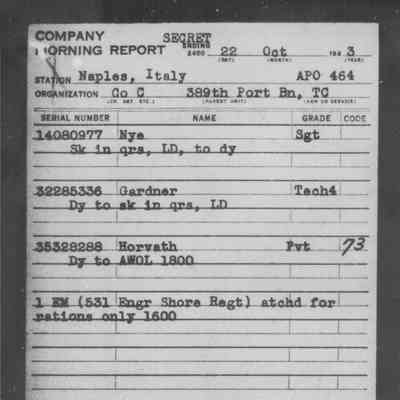 COMPANY SECRET
MORNING REPORT ENDING 2400 22 Oct 1943
(DAY) (MONTH) (YEAR)
STATION Naples, Italy APO 464
ORGANIZATION Co C 389th Port Bn, TC
(CO. DET. ETC.) (PARENT UNIT) (ARM OR SERVICE)
SERIAL NUMBER NAME GRADE CODE
14080977 Nye Sgt
Sk in qrs, LD, to dy
32285336 Gardner Tech4
Dy to sk in qrs, LD
35328288 Horvath Pvt 73
Dy to AWOL 1800
1 EM (531 Engr Shore Regt) atchd for
rations only 1600